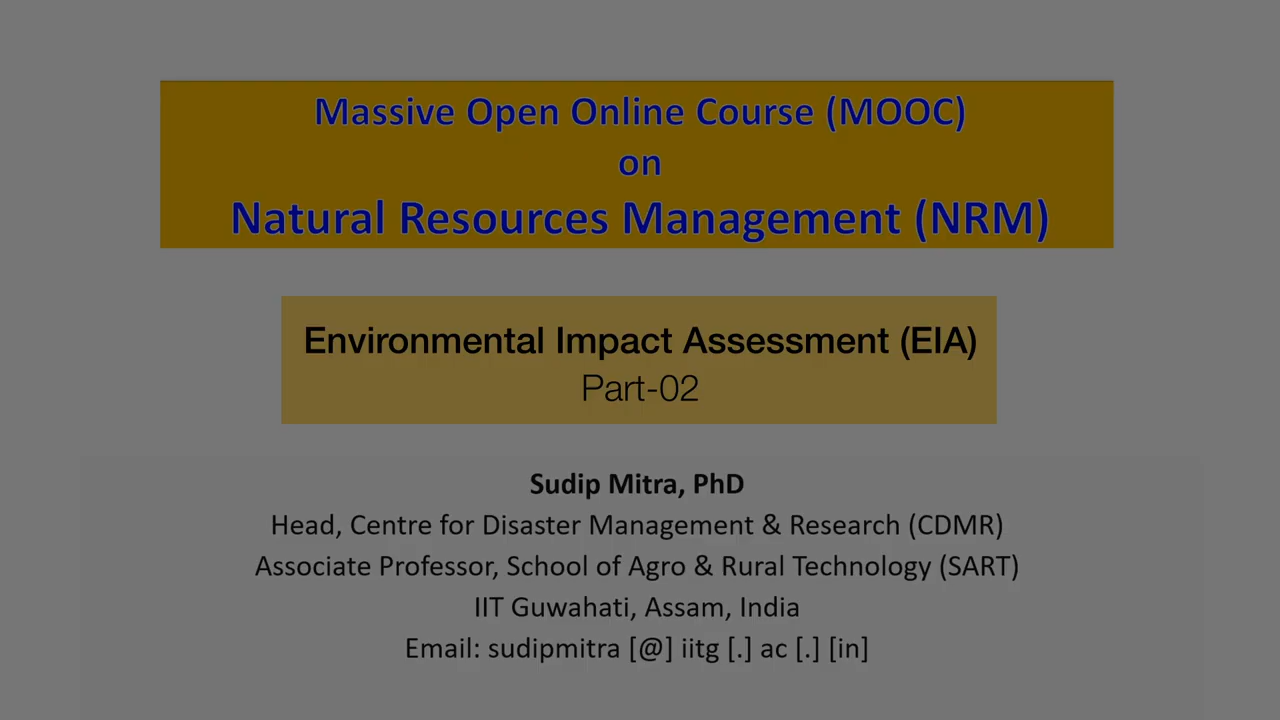 Massive Open Online Course (MOOC)
on
Natural Resources Management (NRM)
Environmental Impact Assessment (EIA)
Part-02
Sudip Mitra, PhD
Head, Centre for Disaster Management & Research (CDMR)
Associate Professor, School of Agro & Rural Technology (SART)
IIT Guwahati, Assam, India
Email: sudipmitra [@] iitg [.] ac [.] [in]